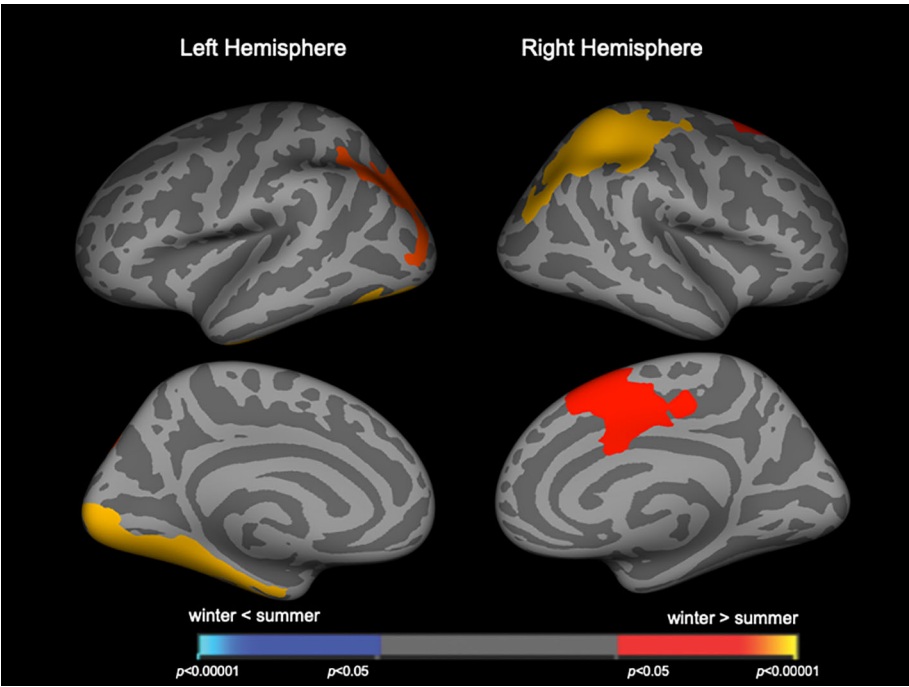 Left Hemisphere
Right Hemisphere
winter < summer
winter > summer
p<0.00001
p<0.05
p<0.05
p<0.00001